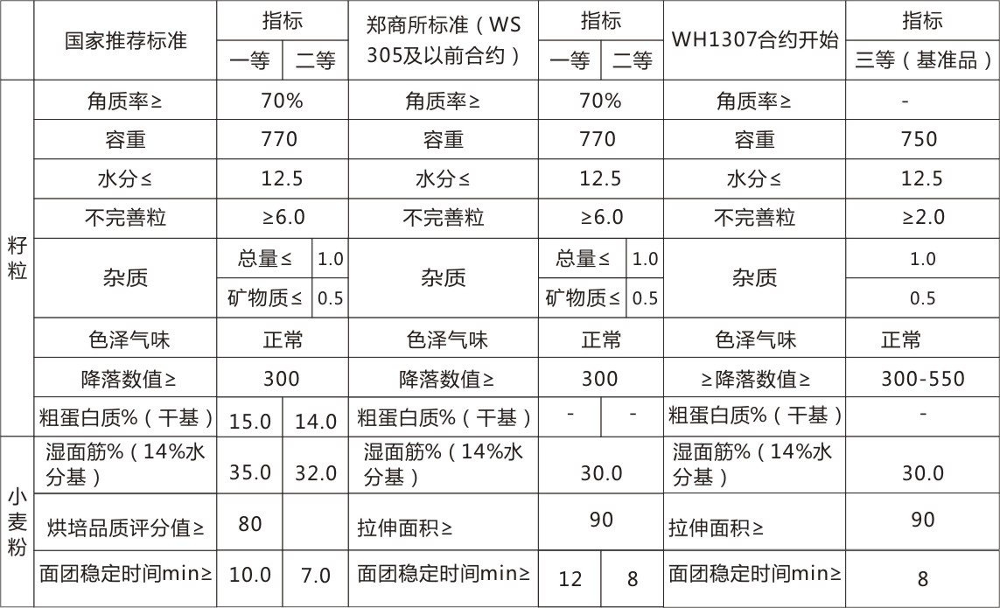 国家推荐标准 指标 郑商所标准（WS 指标 WH1307合约开始 指标
一等 二等 305及以前合约） 一等 二等 三等（基准品）
角质率≥ 70% 角质率≥ 70% 角质率≥ -
容重 770 容重 770 容重 750
水分≤ 12.5 水分≤ 12.5 水分≤ 12.5
不完善粒 ≥6.0 不完善粒 ≥6.0 不完善粒 ≥2.0
籽粒
杂质 总量≤ 1.0 杂质 总量≤ 1.0 杂质 1.0
矿物质≤ 0.5 矿物质≤ 0.5 0.5
色泽气味 正常 色泽气味 正常 色泽气味 正常
降落数值≥ 300 降落数值≥ 300 ≥降落数值≥ 300-550
粗蛋白质%（干基） 15.0 14.0 粗蛋白质%（干基） - - 粗蛋白质%（干基） -
湿面筋%（14%水 湿面筋%（14%水 湿面筋%（14%水
分基） 35.0 32.0 分基） 30.0 分基） 30.0
小麦粉
烘培品质评分值≥ 80 拉伸面积≥ 90 拉伸面积≥ 90
面团稳定时间min≥ 10.0 7.0 面团稳定时间min≥ 12 8 面团稳定时间min≥ 8